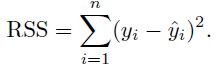 RSS = \sum_{i=1}^{n} (y_i - \hat{y}_i)^2.